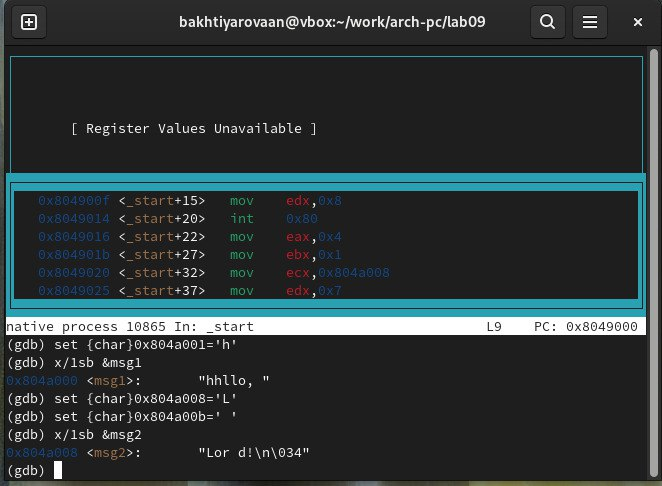 bakhtiyarovaan@vbox:~/work/arch-pc/lab09
[ Register Values Unavailable ]
0x804900f <_start+15> mov edx,0x8
0x8049014 <_start+20> int 0x80
0x8049016 <_start+22> mov eax,0x4
0x804901b <_start+27> mov ebx,0x1
0x8049020 <_start+32> mov ecx,0x804a008
0x8049025 <_start+37> mov edx,0x7
native process 10865 In: _start L9 PC: 0x8049000
(gdb) set {char}0x804a001='h'
(gdb) x/1sb &msg1
0x804a000 <msg1>: "hhllo, "
(gdb) set {char}0x804a008='L'
(gdb) set {char}0x804a00b=' '
(gdb) x/1sb &msg2
0x804a008 <msg2>: "Lor d!\n\034"
(gdb)